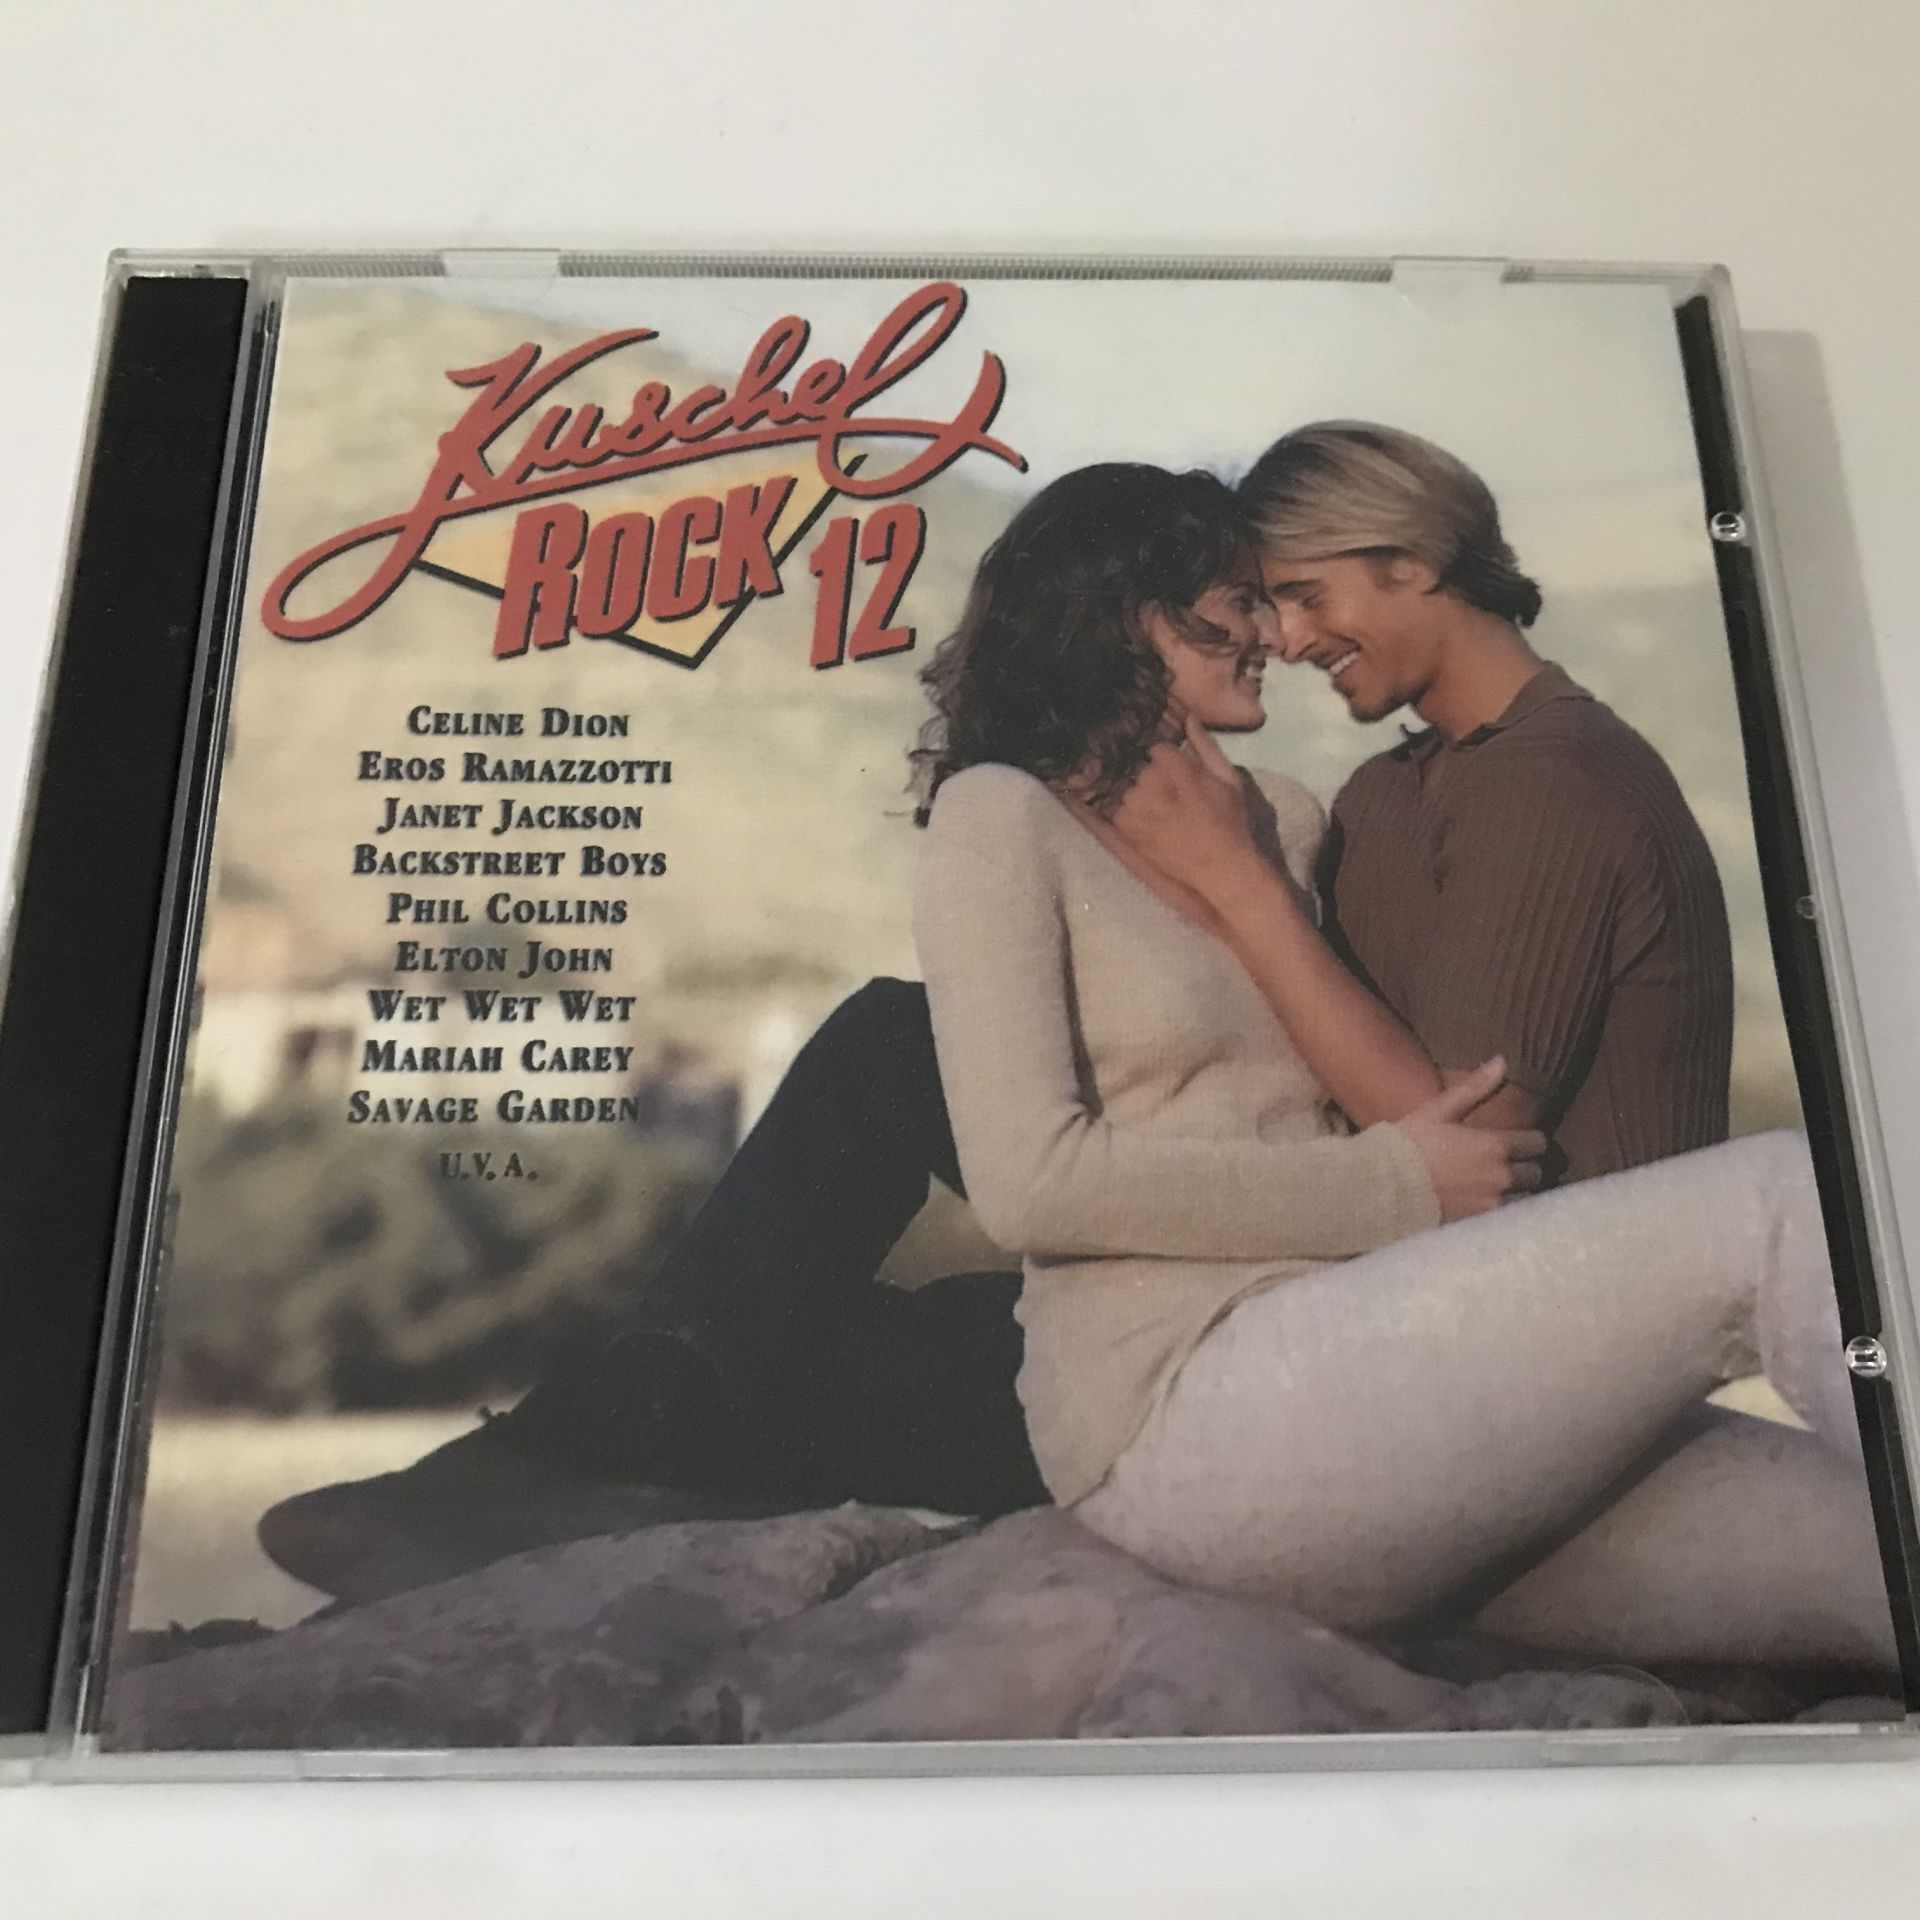 Kuschel
ROCK 12
CELINE DION
EROS RAMAZZOTTI
JANET JACKSON
BACKSTREET BOYS
PHIL COLLINS
ELTON JOHN
WET WET WET
MARIAH CAREY
SAVAGE GARDEN
U.V.A.